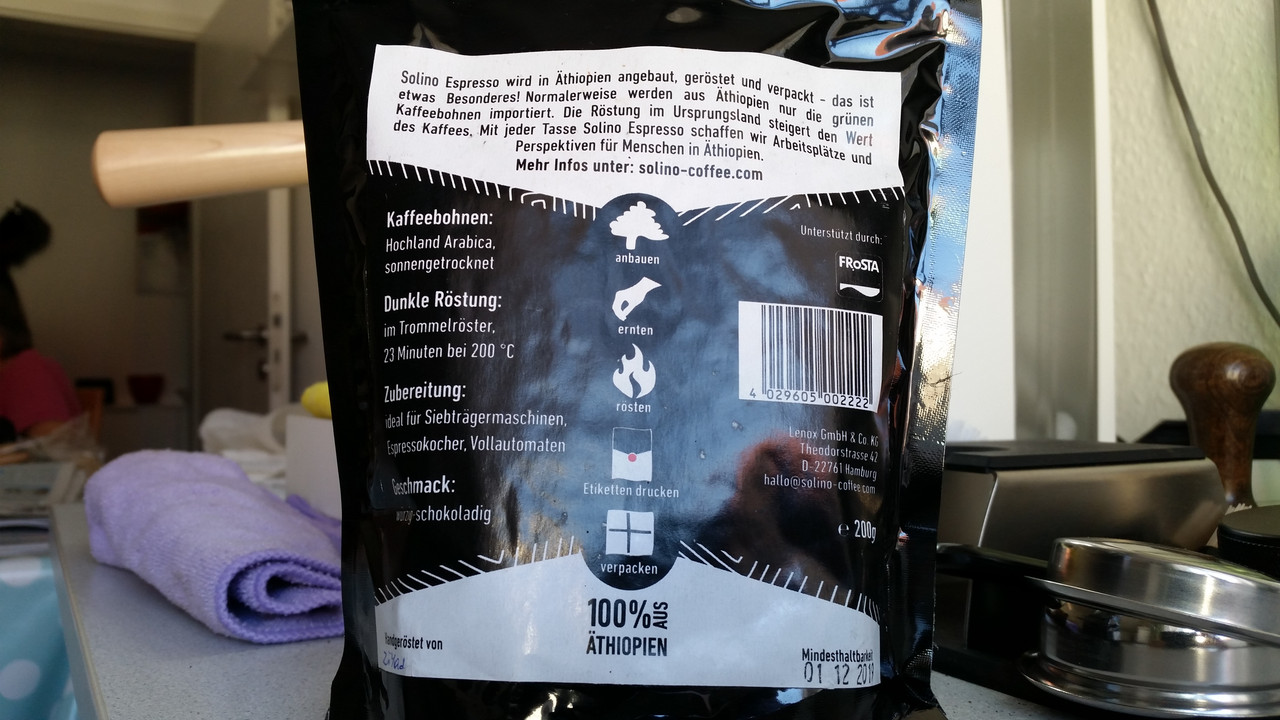 Solino Espresso wird in Äthiopien angebaut, geröstet und verpackt - das ist
etwas Besonderes! Normalerweise werden aus Äthiopien nur die grünen
Kaffeebohnen importiert. Die Röstung im Ursprungsland steigert den Wert
des Kaffees. Mit jeder Tasse Solino Espresso schaffen wir Arbeitsplätze und
Perspektiven für Menschen in Äthiopien.
Mehr Infos unter: solino-coffee.com
Kaffeebohnen:
Hochland Arabica,
sonnengetrocknet
Dunkle Röstung:
im Trommelröster,
23 Minuten bei 200 °C
Zubereitung:
ideal für Siebträgermaschinen,
Espressokocher, Vollautomaten
Geschmack:
würzig-schokoladig
anbauen
ernten
rösten
Etiketten drucken
verpacken
Unterstützt durch:
FRoSTA
4 029605 002222
Lenox GmbH & Co. KG
Theodorstrasse 42
D-22761 Hamburg
hallo@solino-coffee.com
e 200g
100% AUS
ÄTHIOPIEN
Handgeröstet von
Mindesthaltbarkeit
01 12 201